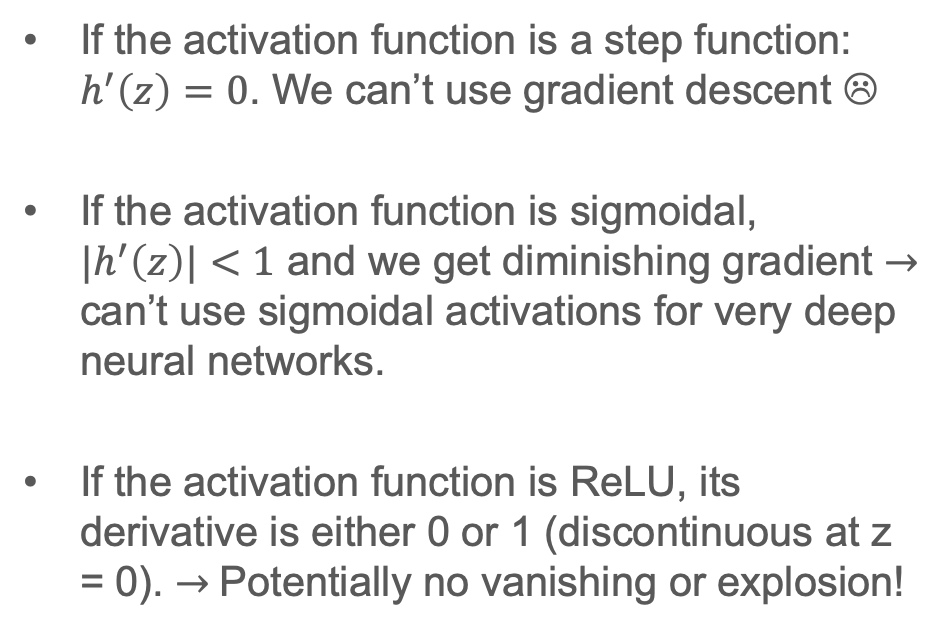 • If the activation function is a step function:
h′(z) = 0. We can't use gradient descent ☹
• If the activation function is sigmoidal,
|h′(z)| < 1 and we get diminishing gradient →
can't use sigmoidal activations for very deep
neural networks.
• If the activation function is ReLU, its
derivative is either 0 or 1 (discontinuous at z
= 0). → Potentially no vanishing or explosion!